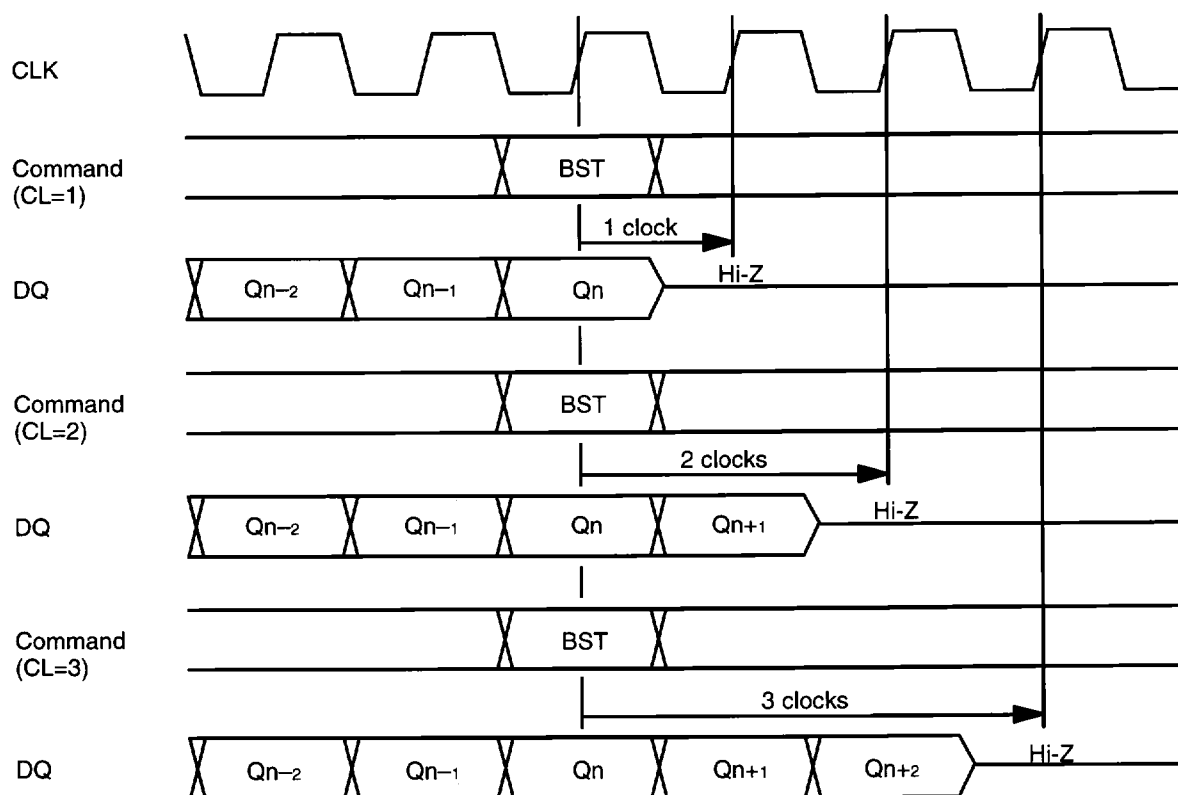 CLK
Command
(CL=1)
BST
1 clock
DQ
Qn–2 Qn–1 Qn Hi-Z
Command
(CL=2)
BST
2 clocks
DQ
Qn–2 Qn–1 Qn Qn+1 Hi-Z
Command
(CL=3)
BST
3 clocks
DQ
Qn–2 Qn–1 Qn Qn+1 Qn+2 Hi-Z